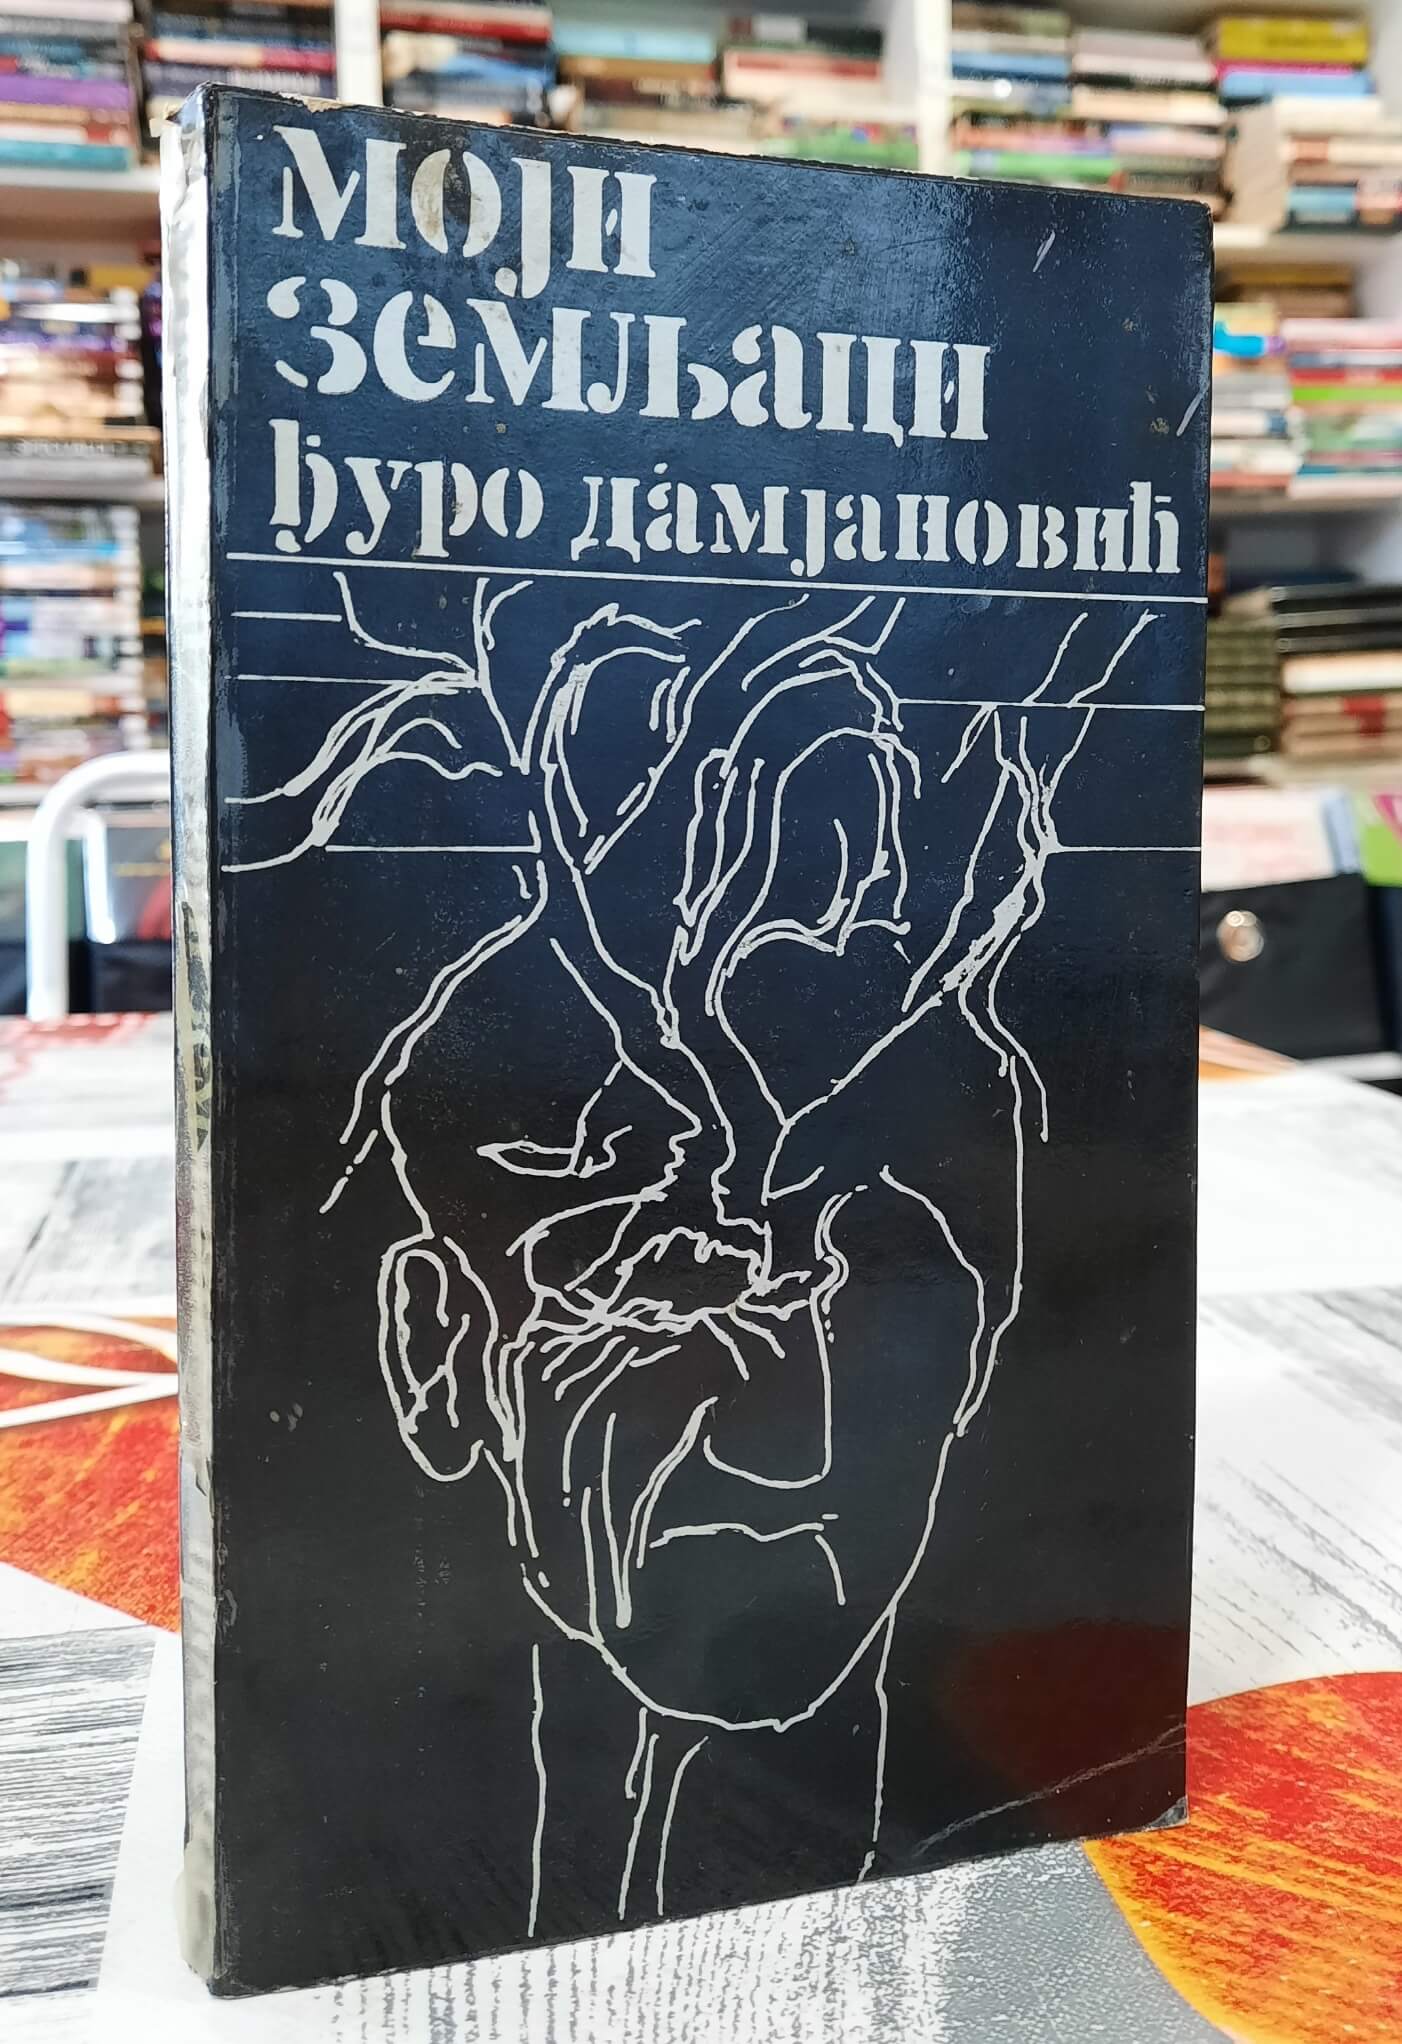 моји
земљаци
ђуро дамјановић